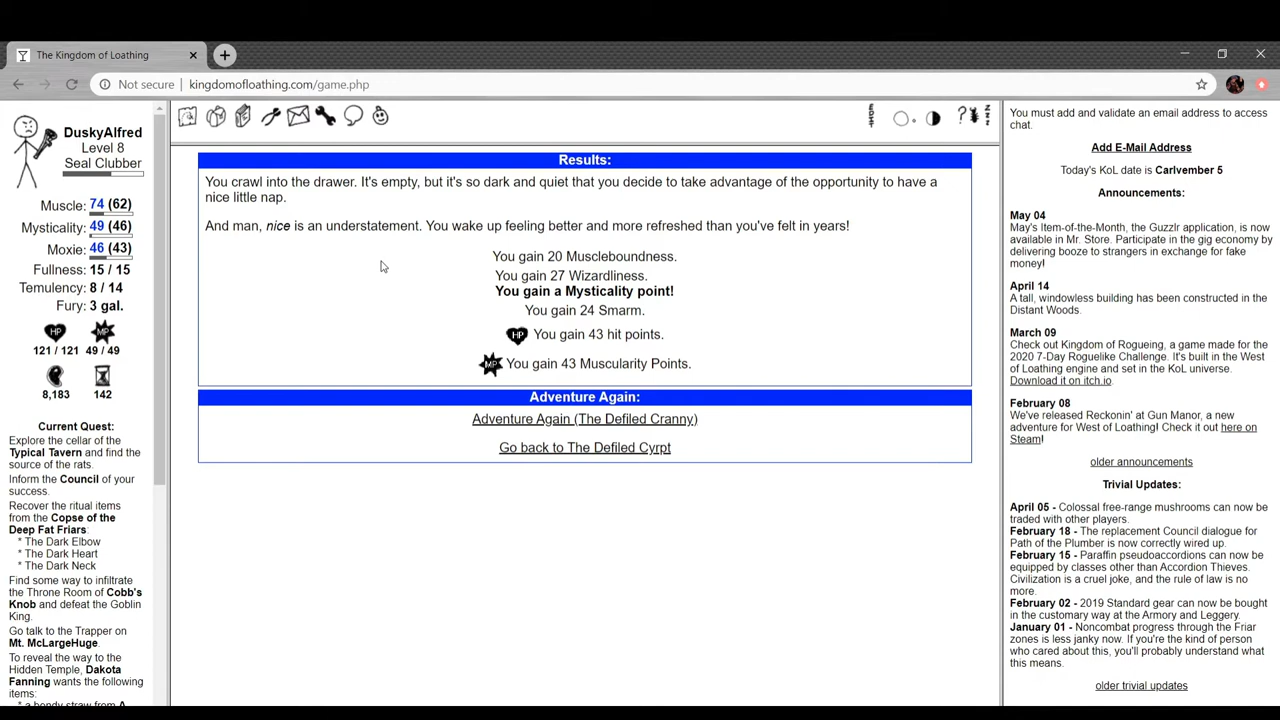 The Kingdom of Loathing
Not secure
kingdomofloathing.com/game.php
DuskyAlfred
Level 8
Seal Clubber
Muscle: 74 (62)
Mysticality: 49 (46)
Moxie: 46 (43)
Fullness: 15 / 15
Temulency: 8 / 14
Fury: 3 gal.
HP MP
121 / 121 49 / 49
8,183 142
Current Quest:
Explore the cellar of the
Typical Tavern and find the
source of the rats.
Inform the Council of your
success.
Recover the ritual items
from the Copse of the
Deep Fat Friars:
* The Dark Elbow
* The Dark Heart
* The Dark Neck
Find some way to infiltrate
the Throne Room of Cobb's
Knob and defeat the Goblin
King.
Go talk to the Trapper on
Mt. McLargeHuge.
To reveal the way to the
Hidden Temple, Dakota
Fanning wants the following
items:
Results:
You crawl into the drawer. It's empty, but it's so dark and quiet that you decide to take advantage of the opportunity to have a
nice little nap.
And man, nice is an understatement. You wake up feeling better and more refreshed than you've felt in years!
You gain 20 Muscleboundness.
You gain 27 Wizardliness.
You gain a Mysticality point!
You gain 24 Smarm.
HP You gain 43 hit points.
MP You gain 43 Muscularity Points.
Adventure Again:
Adventure Again (The Defiled Cranny)
Go back to The Defiled Cyrpt
You must add and validate an email address to access
chat.
Add E-Mail Address
Today's KoL date is Carlvember 5
Announcements:
May 04
May's Item-of-the-Month, the Guzzlr application, is now
available in Mr. Store. Participate in the gig economy by
delivering booze to strangers in exchange for fake
money!
April 14
A tall, windowless building has been constructed in the
Distant Woods.
March 09
Check out Kingdom of Rogueing, a game made for the
2020 7-Day Roguelike Challenge. It's built in the West
of Loathing engine and set in the KoL universe.
Download it on itch.io.
February 08
We've released Reckonin' at Gun Manor, a new
adventure for West of Loathing! Check it out here on
Steam!
older announcements
Trivial Updates:
April 05 - Colossal free-range mushrooms can now be
traded with other players.
February 18 - The replacement Council dialogue for
Path of the Plumber is now correctly wired up.
February 15 - Paraffin pseudoaccordions can now be
equipped by classes other than Accordion Thieves.
Civilization is a cruel joke, and the rule of law is no
more.
February 02 - 2019 Standard gear can now be bought
in the customary way at the Armory and Leggery.
January 01 - Noncombat progress through the Friar
zones is less janky now. If you're the kind of person
who cared about this, you'll probably understand what
this means.
older trivial updates